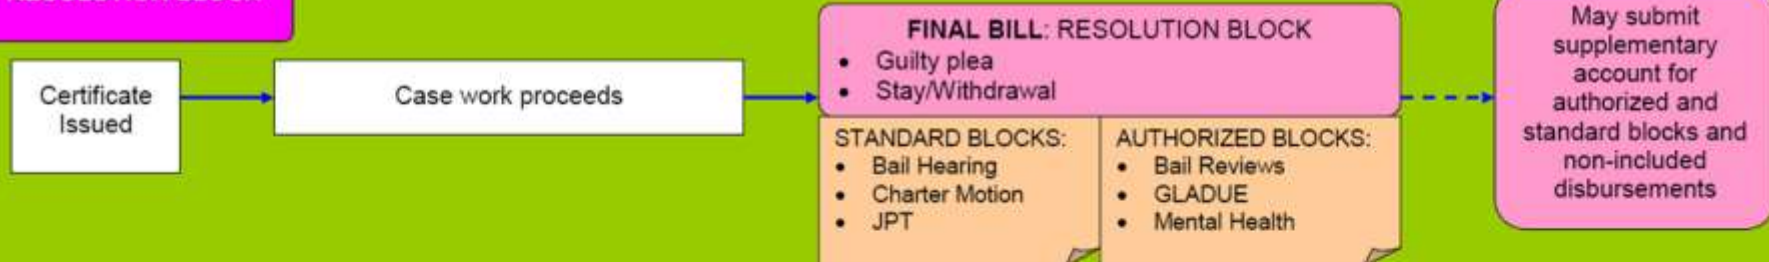 Certificate
Issued
Case work proceeds
FINAL BILL: RESOLUTION BLOCK
• Guilty plea
• Stay/Withdrawal
STANDARD BLOCKS:
• Bail Hearing
• Charter Motion
• JPT
AUTHORIZED BLOCKS:
• Bail Reviews
• GLADUE
• Mental Health
May submit
supplementary
account for
authorized and
standard blocks and
non-included
disbursements